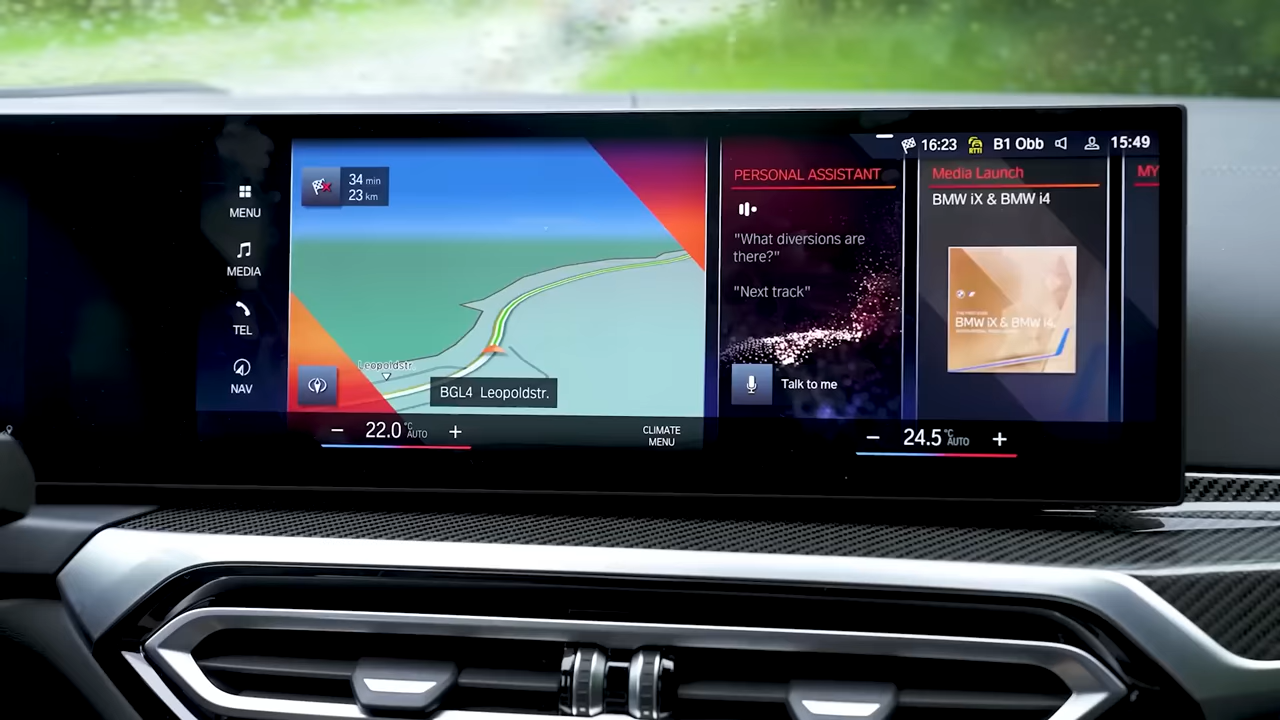 16:23 RTTI B1 Obb 15:49
MENU
MEDIA
TEL
NAV
34 min
23 km
Leopoldstr.
BGL4 Leopoldstr.
PERSONAL ASSISTANT
"What diversions are
there?"
"Next track"
Talk to me
Media Launch
BMW iX & BMW i4
BMW iX & BMW i4.
MY
− 22.0 °C AUTO +
CLIMATE
MENU
− 24.5 °C AUTO +